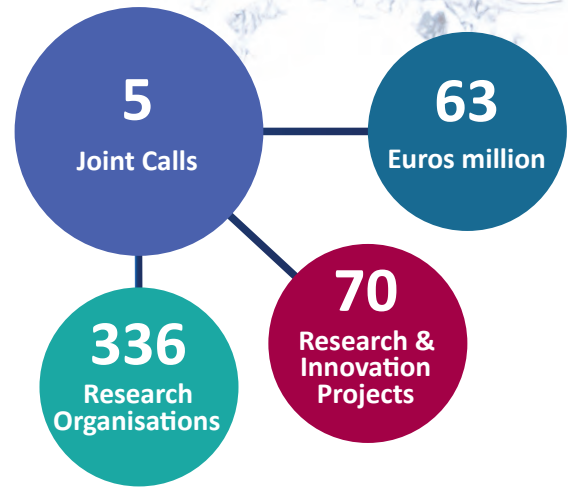 5
Joint Calls
63
Euros million
70
Research &
Innovation
Projects
336
Research
Organisations